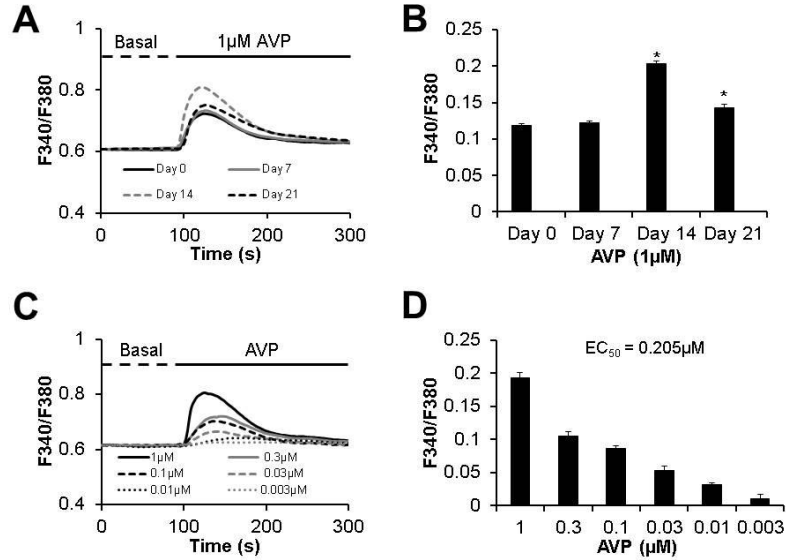 A
Basal
1µM AVP
F340/F380
1
0.8
0.6
0.4
Day 0
Day 7
Day 14
Day 21
0
100
200
300
Time (s)
B
F340/F380
0.25
0.2
0.15
0.1
0.05
0
*
*
Day 0
Day 7
Day 14
Day 21
AVP (1µM)
C
Basal
AVP
F340/F380
1
0.8
0.6
0.4
1µM
0.3µM
0.1µM
0.03µM
0.01µM
0.003µM
0
100
200
300
Time (s)
D
EC50 = 0.205µM
F340/F380
0.25
0.2
0.15
0.1
0.05
0
1
0.3
0.1
0.03
0.01
0.003
AVP (µM)